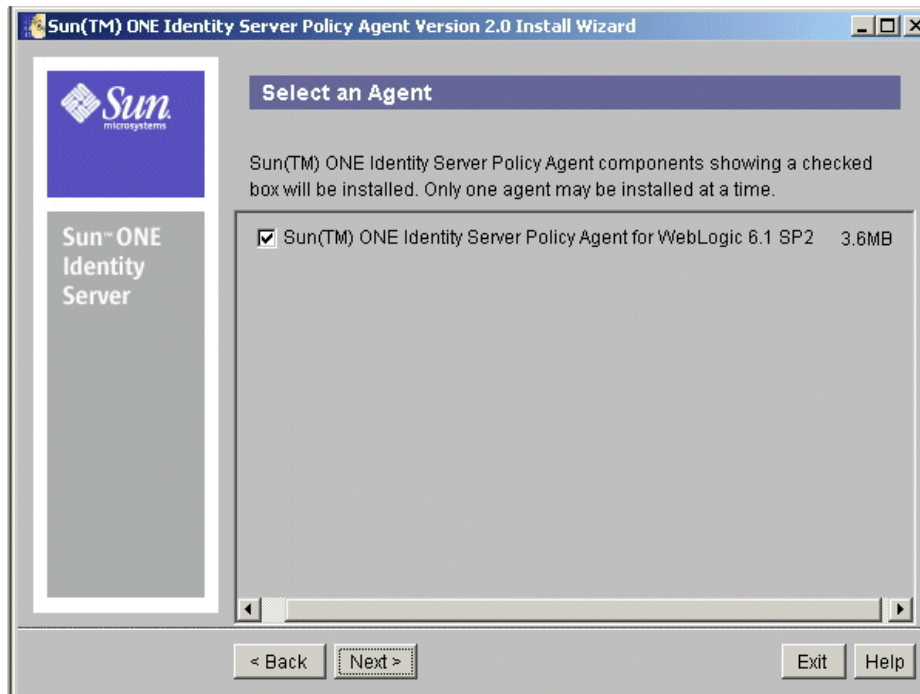 Sun(TM) ONE Identity Server Policy Agent Version 2.0 Install Wizard
Sun.
microsystems
Sun™ ONE
Identity
Server
Select an Agent
Sun(TM) ONE Identity Server Policy Agent components showing a checked
box will be installed. Only one agent may be installed at a time.
Sun(TM) ONE Identity Server Policy Agent for WebLogic 6.1 SP2 3.6MB
< Back Next > Exit Help